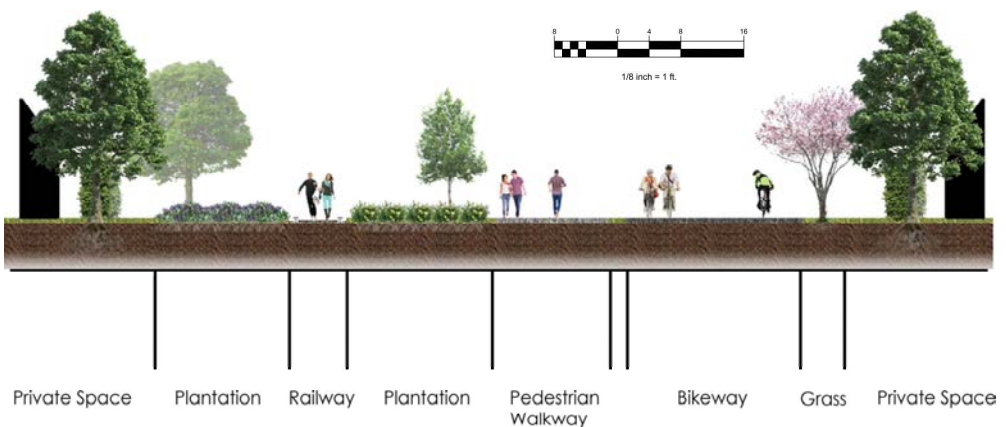 8 0 4 8 16
1/8 inch = 1 ft.
Private Space Plantation Railway Plantation Pedestrian Walkway Bikeway Grass Private Space